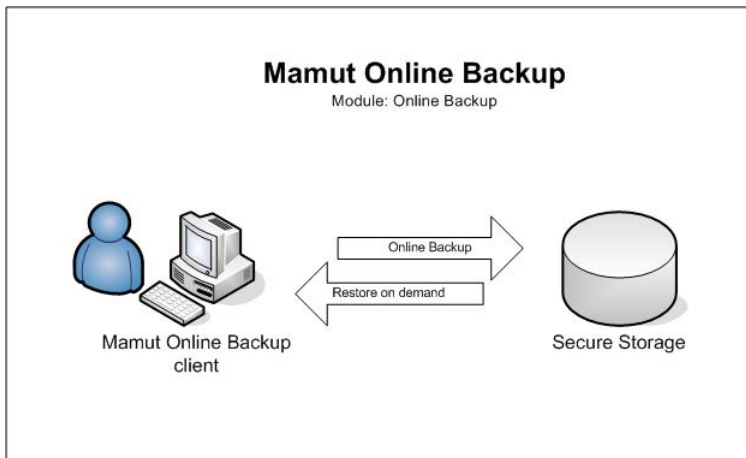 Mamut Online Backup
Module: Online Backup
Online Backup
Restore on demand
Mamut Online Backup
client
Secure Storage